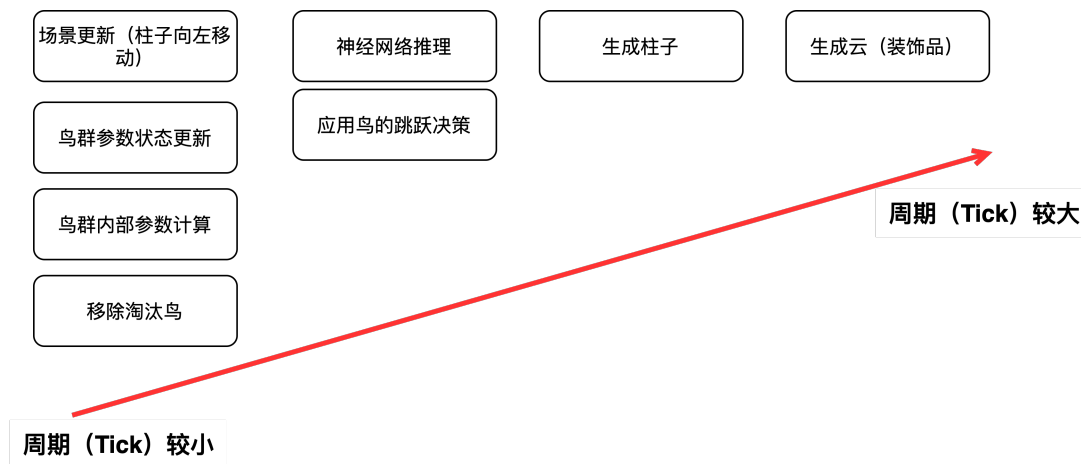 场景更新（柱子向左移
动）
神经网络推理
生成柱子
生成云（装饰品）
鸟群参数状态更新
应用鸟的跳跃决策
鸟群内部参数计算
移除淘汰鸟
周期（Tick）较大
周期（Tick）较小